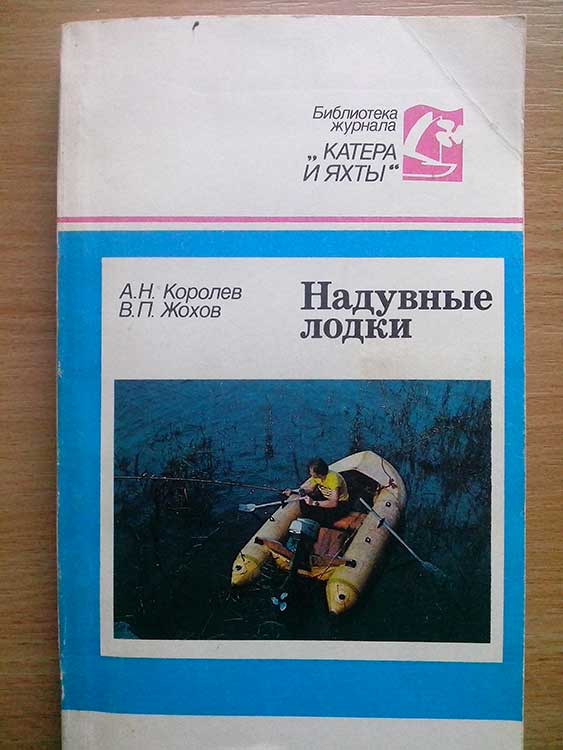 Библиотека
журнала
„КАТЕРА
И ЯХТЫ“
А.Н. Королев
В.П. Жохов
Надувные
лодки